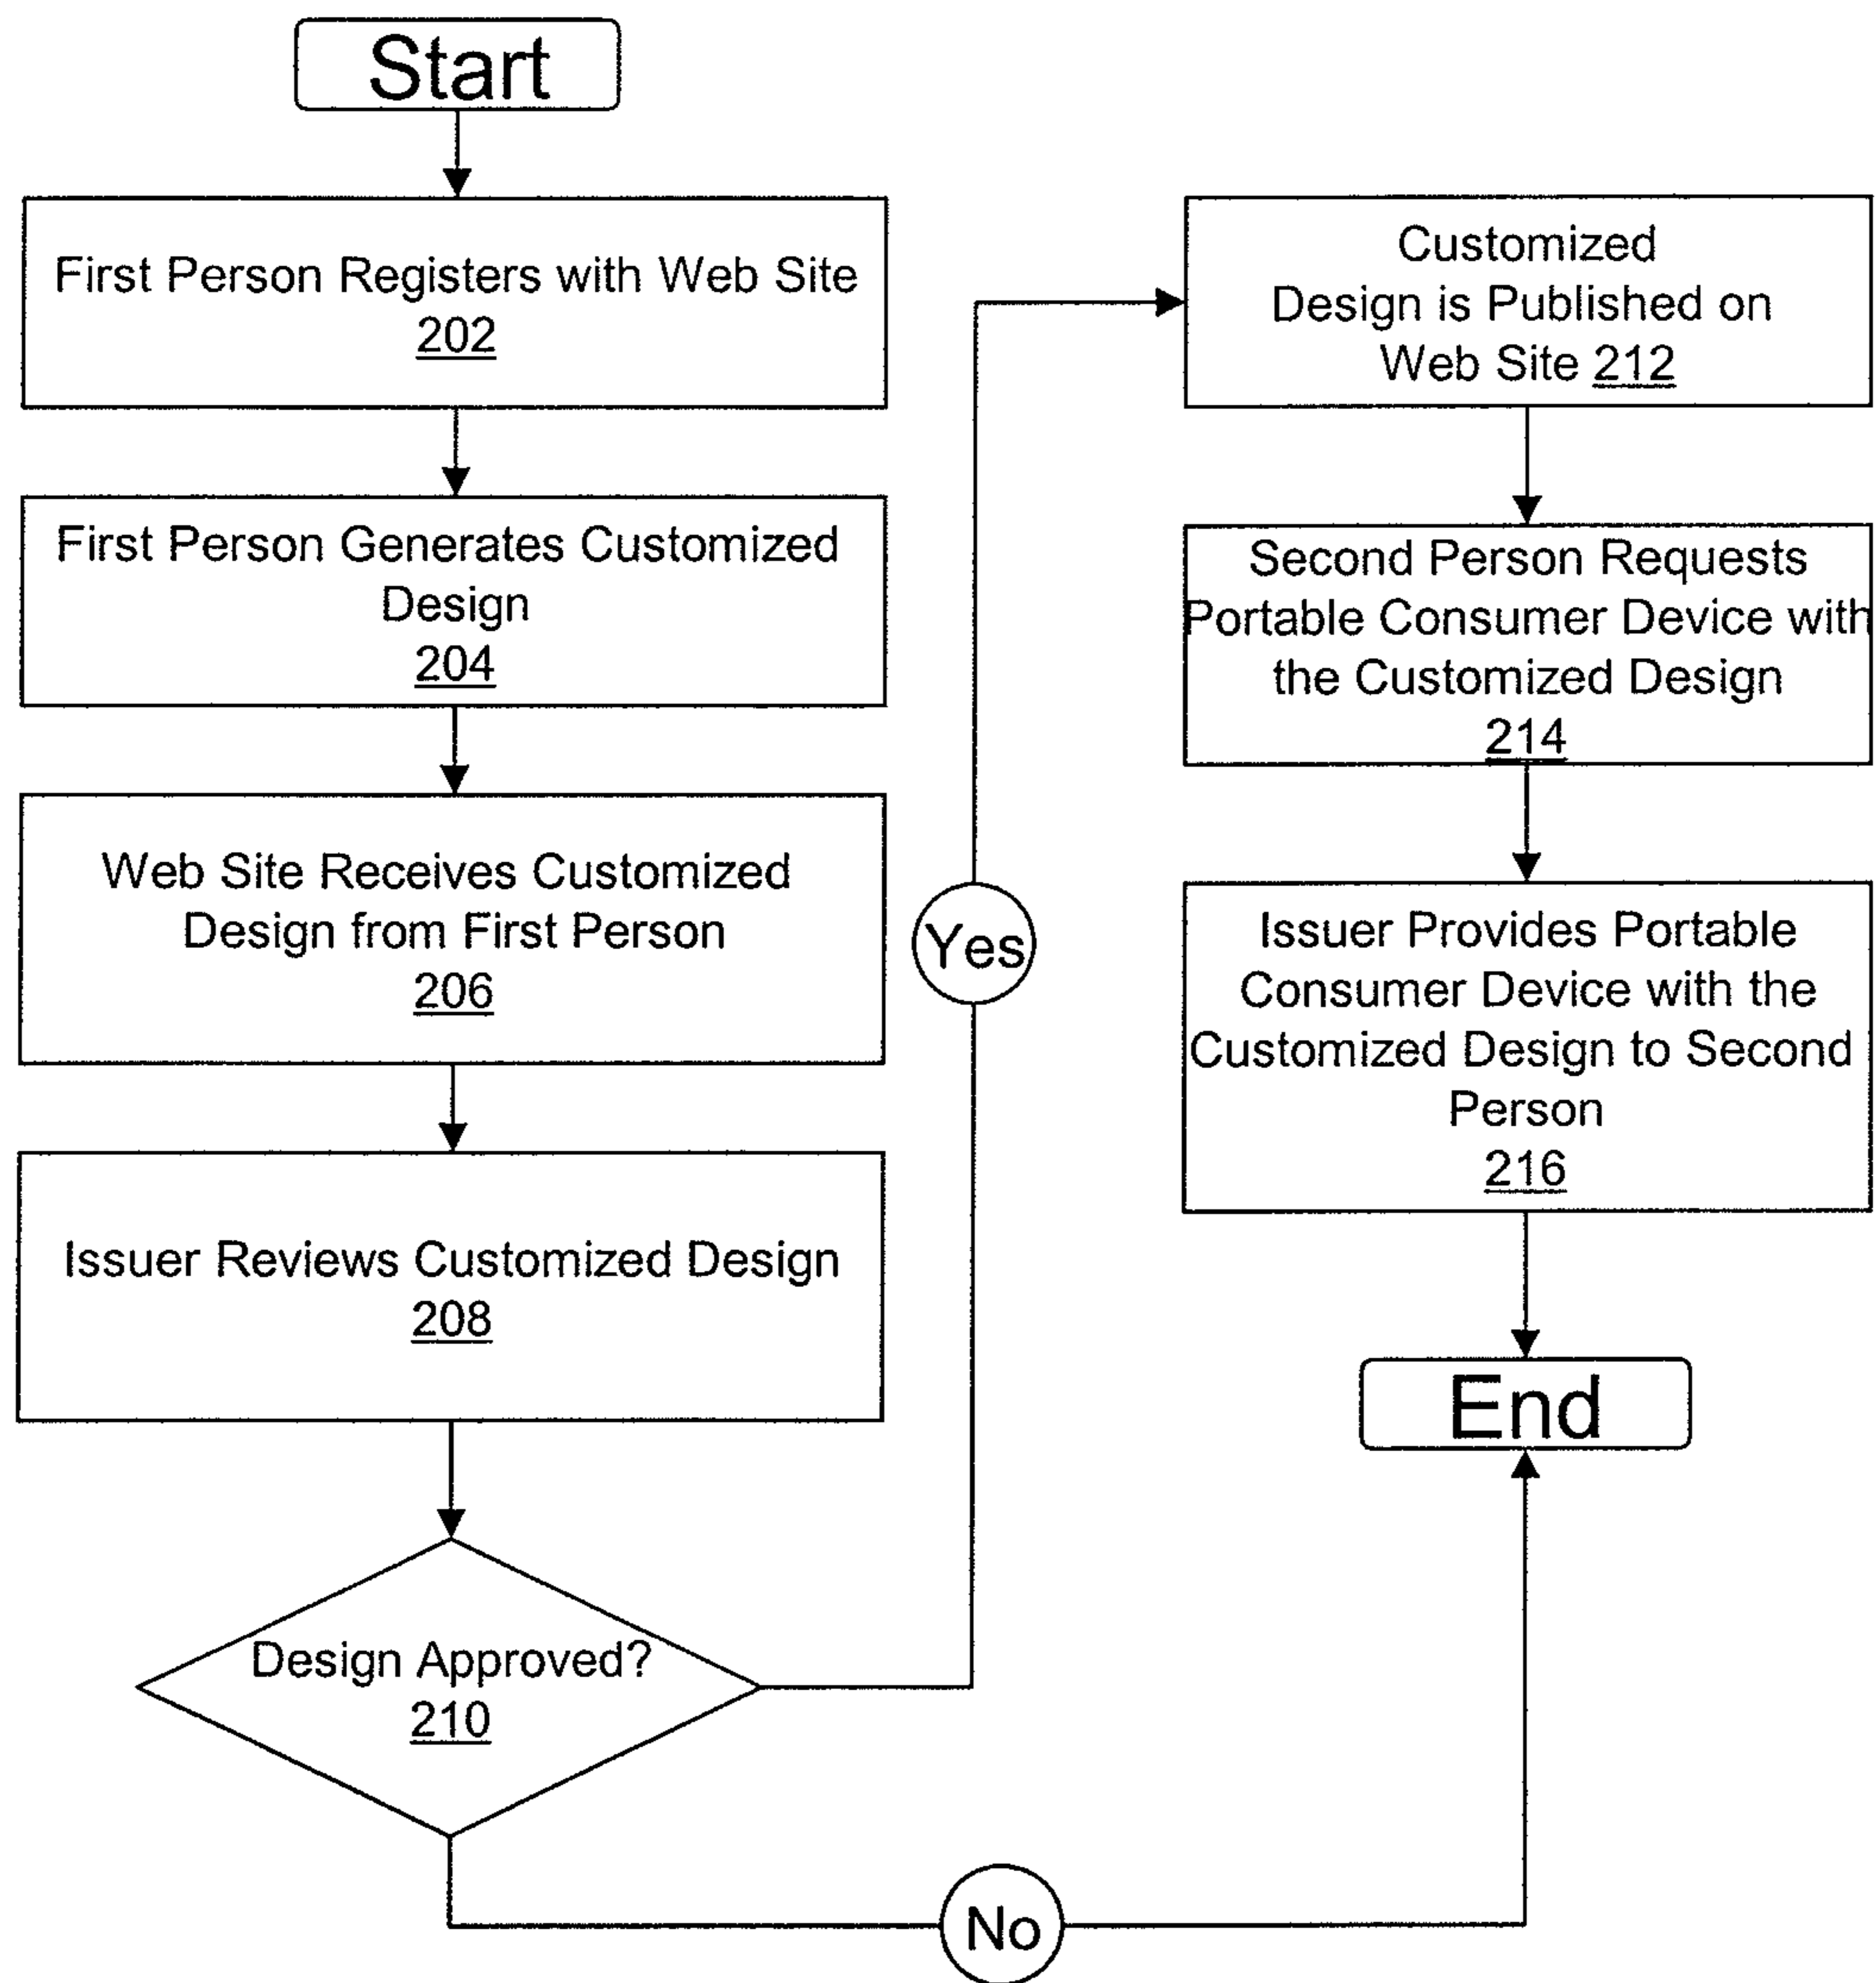 Start
First Person Registers with Web Site
202
First Person Generates Customized
Design
204
Web Site Receives Customized
Design from First Person
206
Issuer Reviews Customized Design
208
Design Approved?
210
Yes
No
Customized
Design is Published on
Web Site 212
Second Person Requests
Portable Consumer Device with
the Customized Design
214
Issuer Provides Portable
Consumer Device with the
Customized Design to Second
Person
216
End